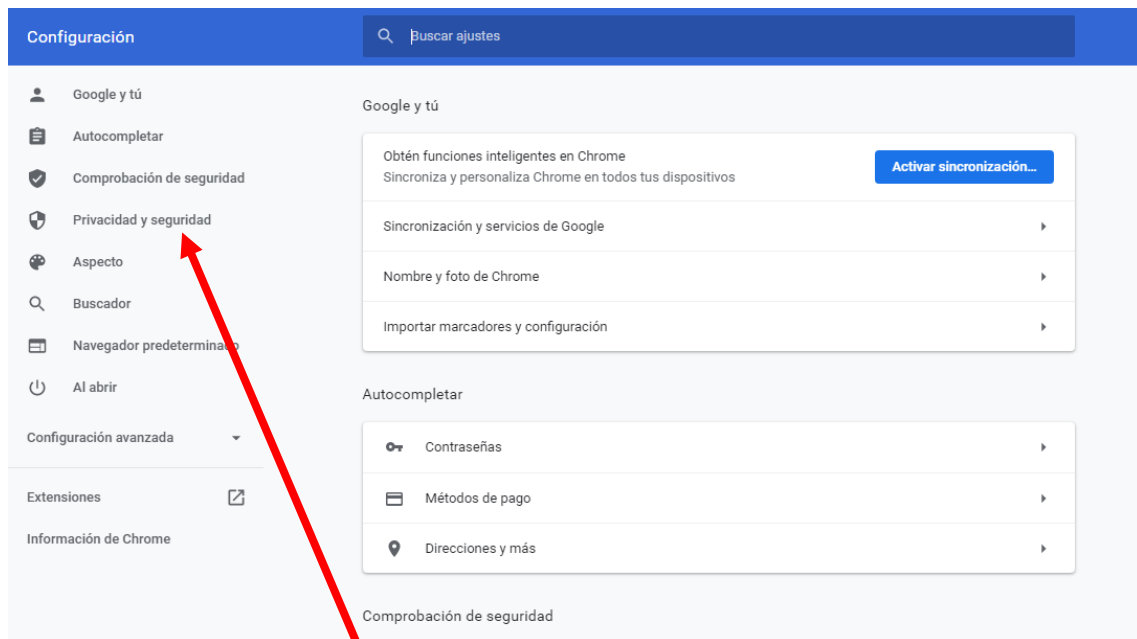 Configuración
Buscar ajustes
Google y tú
Autocompletar
Comprobación de seguridad
Privacidad y seguridad
Aspecto
Buscador
Navegador predeterminado
Al abrir
Configuración avanzada
Extensiones
Información de Chrome
Google y tú
Obtén funciones inteligentes en Chrome
Sincroniza y personaliza Chrome en todos tus dispositivos
Activar sincronización...
Sincronización y servicios de Google
Nombre y foto de Chrome
Importar marcadores y configuración
Autocompletar
Contraseñas
Métodos de pago
Direcciones y más
Comprobación de seguridad